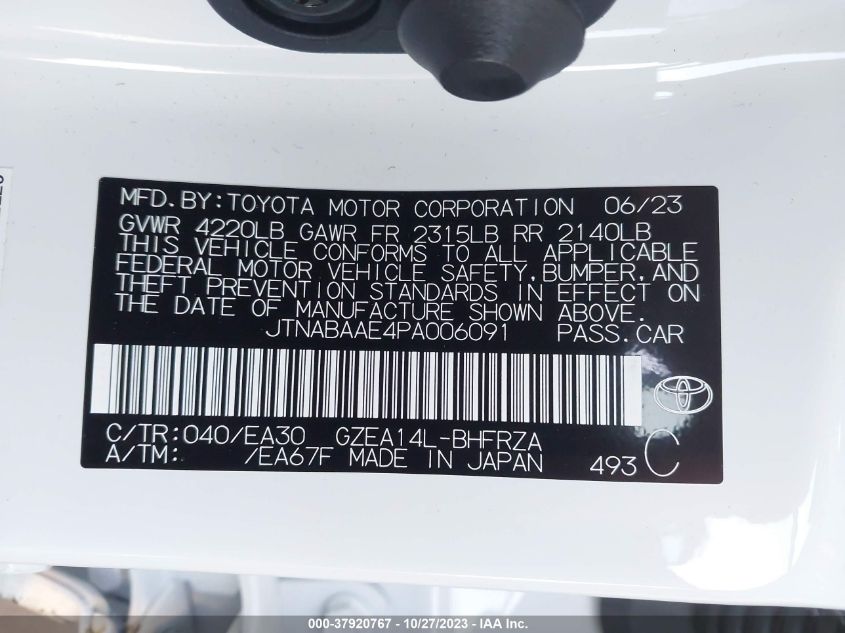 MFD.BY:TOYOTA MOTOR CORPORATION 06/23
GVWR 4220LB GAWR FR 2315LB RR 2140LB
THIS VEHICLE CONFORMS TO ALL APPLICABLE
FEDERAL MOTOR VEHICLE SAFETY,BUMPER,AND
THEFT PREVENTION STANDARDS IN EFFECT ON
THE DATE OF MANUFACTURE SHOWN ABOVE.
JTNABAAE4PA006091 PASS.CAR
C/TR:040/EA30 GZEA14L-BHFRZA
A/TM: /EA67F MADE IN JAPAN 493 C
000-37920767 | 10/27/2023 | IAA Inc.